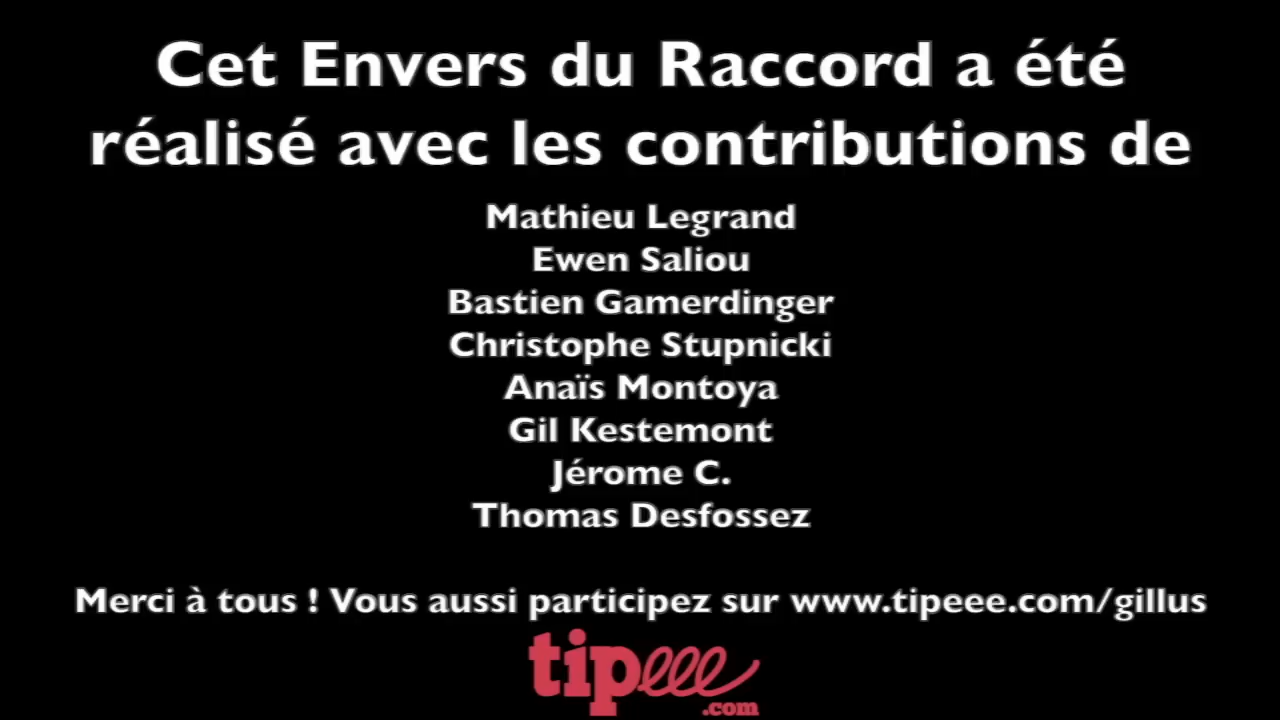 Cet Envers du Raccord a été
réalisé avec les contributions de
Mathieu Legrand
Ewen Saliou
Bastien Gamerdinger
Christophe Stupnicki
Anaïs Montoya
Gil Kestemont
Jérome C.
Thomas Desfossez
Merci à tous ! Vous aussi participez sur www.tipeee.com/gillus
tipeee
.com